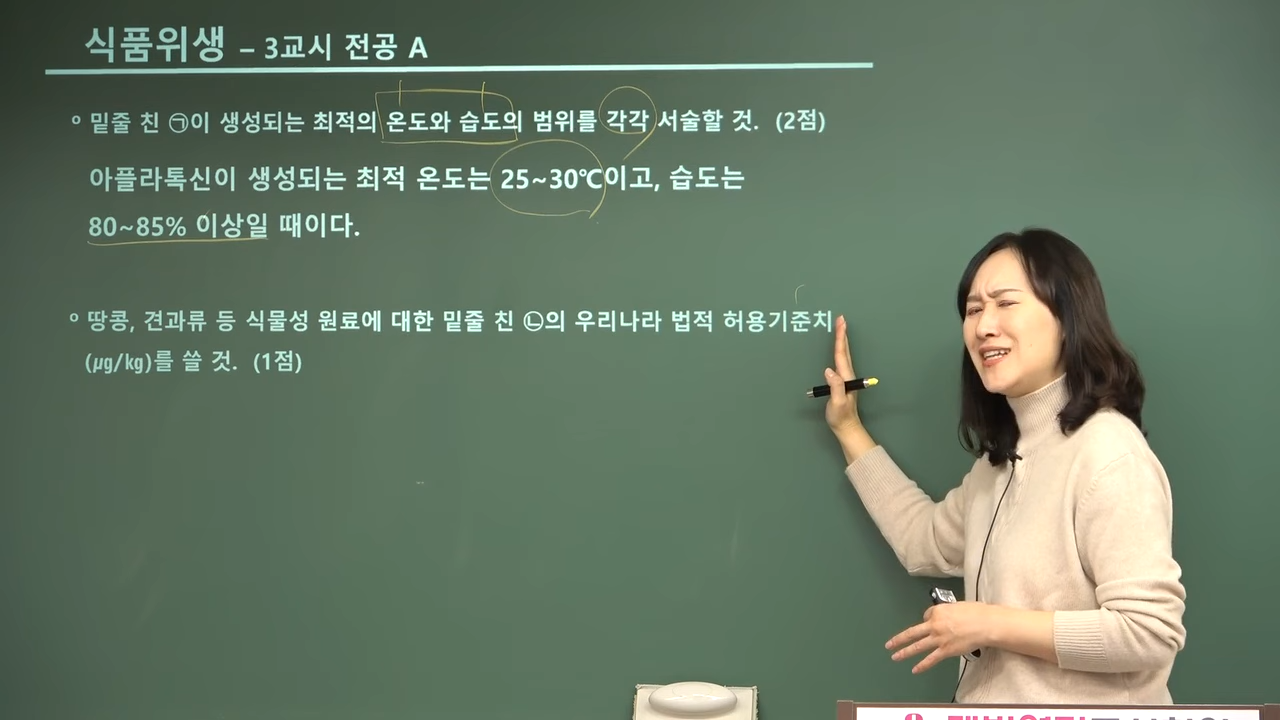 식품위생 – 3교시 전공 A
∘ 밑줄 친 ㉠이 생성되는 최적의 온도와 습도의 범위를 각각 서술할 것. (2점)
아플라톡신이 생성되는 최적 온도는 25~30℃이고, 습도는
80~85% 이상일 때이다.
∘ 땅콩, 견과류 등 식물성 원료에 대한 밑줄 친 ㉡의 우리나라 법적 허용기준치
(㎍/㎏)를 쓸 것. (1점)